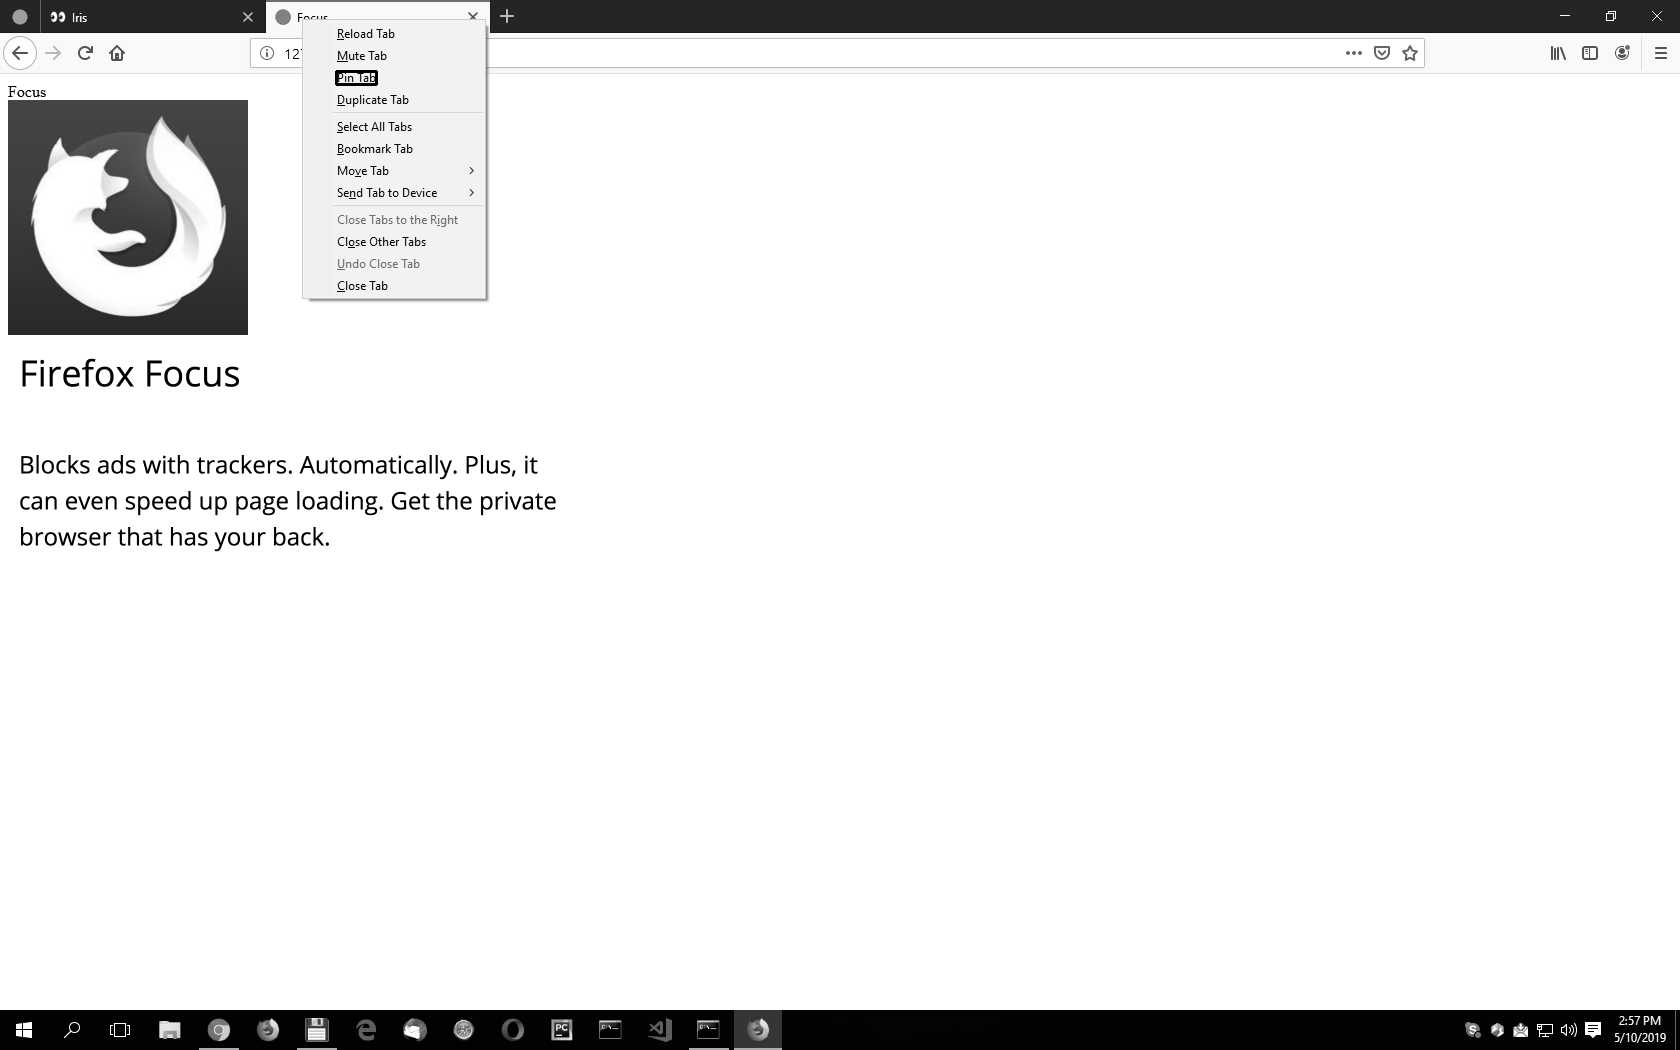 Iris
Focus
127
Reload Tab
Mute Tab
Pin Tab
Duplicate Tab
Select All Tabs
Bookmark Tab
Move Tab
Send Tab to Device
Close Tabs to the Right
Close Other Tabs
Undo Close Tab
Close Tab
Focus
Firefox Focus
Blocks ads with trackers. Automatically. Plus, it
can even speed up page loading. Get the private
browser that has your back.
PC
2:57 PM
5/10/2019